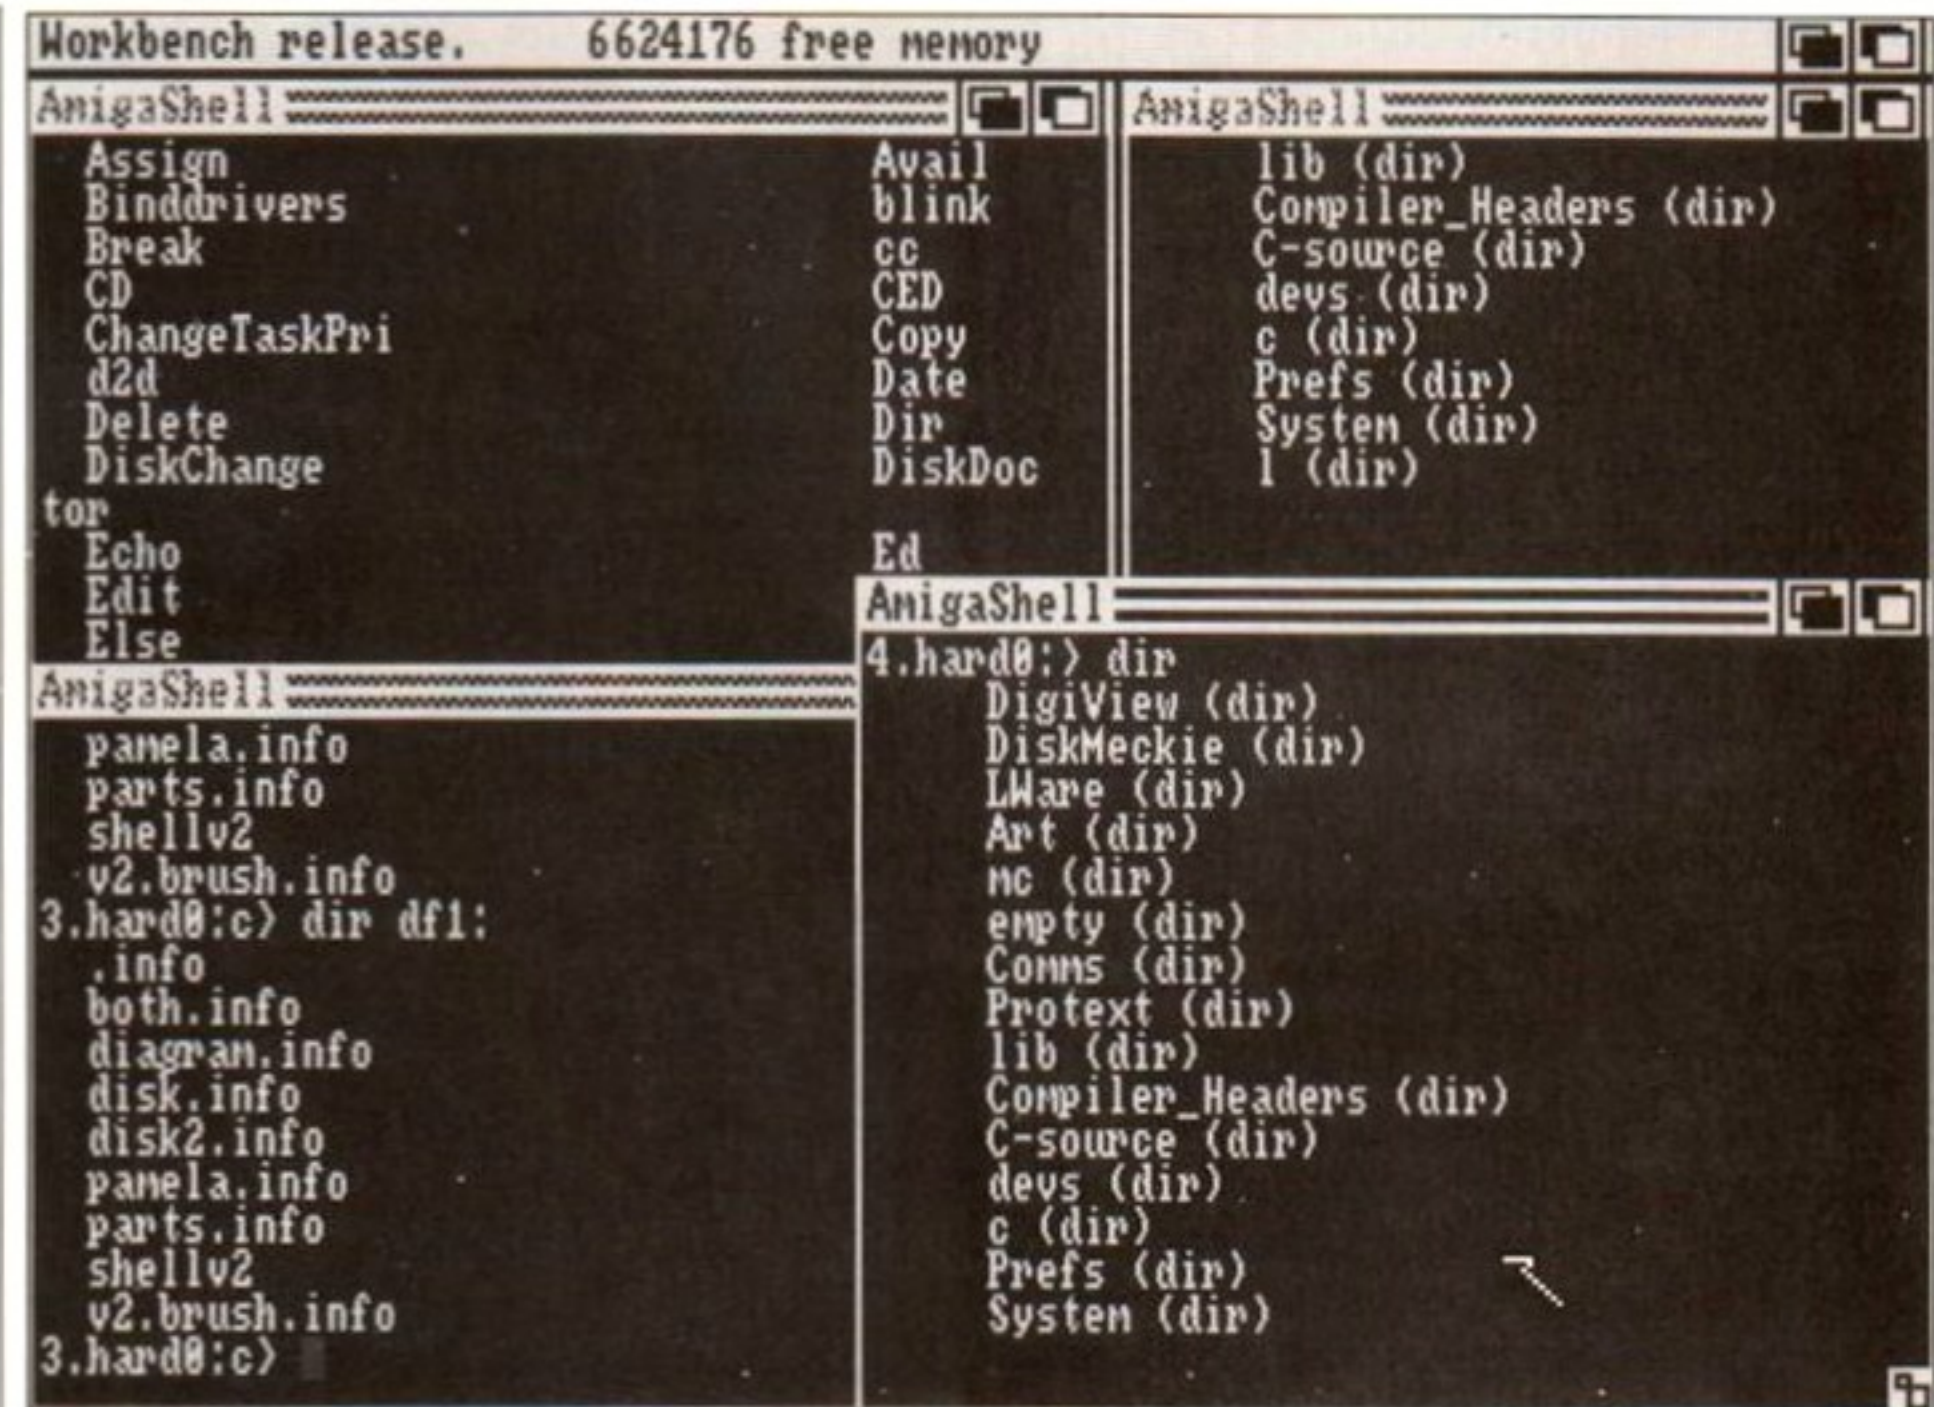 Workbench release. 6624176 free memory
AmigaShell
Assign Avail
Binddrivers blink
Break cc
CD CED
ChangeTaskPri Copy
d2d Date
Delete Dir
DiskChange DiskDoc
tor
Echo Ed
Edit
Else
AmigaShell
lib (dir)
Compiler_Headers (dir)
C-source (dir)
devs (dir)
c (dir)
Prefs (dir)
System (dir)
l (dir)
AmigaShell
pamela.info
parts.info
shellv2
v2.brush.info
3.hard0:c> dir df1:
.info
both.info
diagram.info
disk.info
disk2.info
pamela.info
parts.info
shellv2
v2.brush.info
3.hard0:c>
AmigaShell
4.hard0:> dir
DigiView (dir)
DiskMeckie (dir)
LWare (dir)
Art (dir)
mc (dir)
empty (dir)
Comms (dir)
Protext (dir)
lib (dir)
Compiler_Headers (dir)
C-source (dir)
devs (dir)
c (dir)
Prefs (dir)
System (dir)